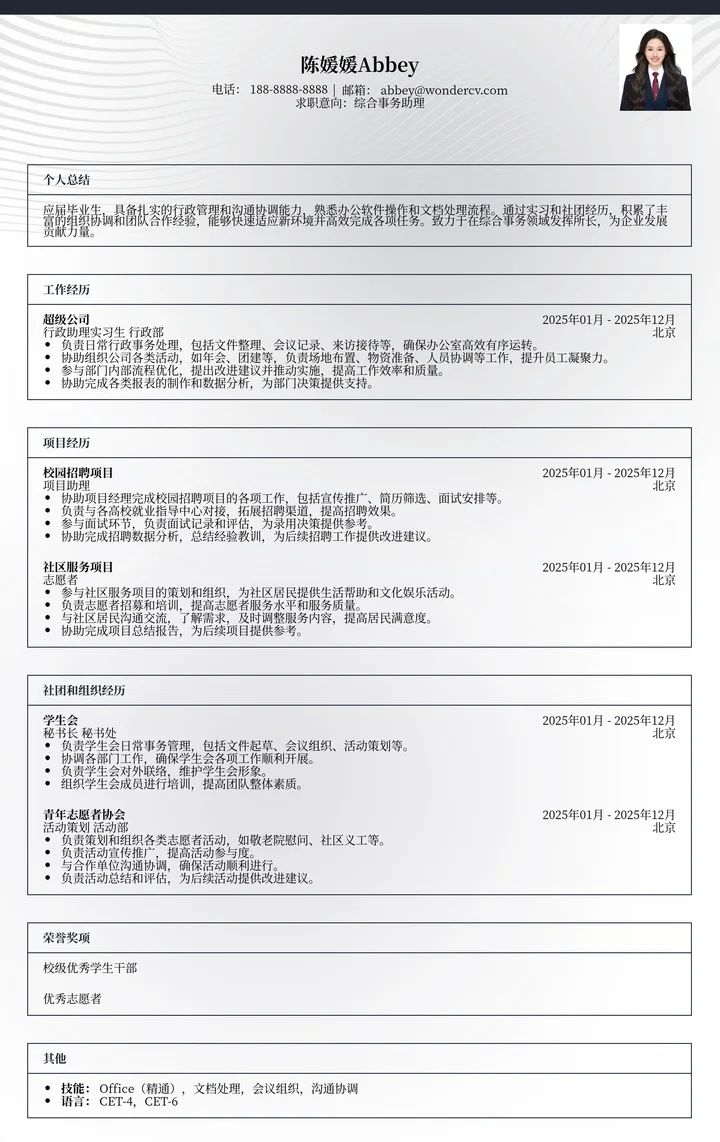 陈媛媛Abbey
电话： 188-8888-8888 | 邮箱： abbey@wondercv.com
求职意向：综合事务助理
个人总结
应届毕业生，具备扎实的行政管理和沟通协调能力，熟悉办公软件操作和文档处理流程。通过实习和社团经历，积累了丰
富的组织协调和团队合作经验，能够快速适应新环境并高效完成各项任务。致力于在综合事务领域发挥所长，为企业发展
贡献力量。
工作经历
超级公司 2025年01月 - 2025年12月
行政助理实习生 行政部 北京
• 负责日常行政事务处理，包括文件整理、会议记录、来访接待等，确保办公室高效有序运转。
• 协助组织公司各类活动，如年会、团建等，负责场地布置、物资准备、人员协调等工作，提升员工凝聚力。
• 参与部门内部流程优化，提出改进建议并推动实施，提高工作效率和质量。
• 协助完成各类报表的制作和数据分析，为部门决策提供支持。
项目经历
校园招聘项目 2025年01月 - 2025年12月
项目助理 北京
• 协助项目经理完成校园招聘项目的各项工作，包括宣传推广、简历筛选、面试安排等。
• 负责与各高校就业指导中心对接，拓展招聘渠道，提高招聘效果。
• 参与面试环节，负责面试记录和评估，为录用决策提供参考。
• 协助完成招聘数据分析，总结经验教训，为后续招聘工作提供改进建议。
社区服务项目 2025年01月 - 2025年12月
志愿者 北京
• 参与社区服务项目的策划和组织，为社区居民提供生活帮助和文化娱乐活动。
• 负责志愿者招募和培训，提高志愿者服务水平和服务质量。
• 与社区居民沟通交流，了解需求，及时调整服务内容，提高居民满意度。
• 协助完成项目总结报告，为后续项目提供参考。
社团和组织经历
学生会 2025年01月 - 2025年12月
秘书长 秘书处 北京
• 负责学生会日常事务管理，包括文件起草、会议组织、活动策划等。
• 协调各部门工作，确保学生会各项工作顺利开展。
• 负责学生会对外联络，维护学生会形象。
• 组织学生会成员进行培训，提高团队整体素质。
青年志愿者协会 2025年01月 - 2025年12月
活动策划 活动部 北京
• 负责策划和组织各类志愿者活动，如敬老院慰问、社区义工等。
• 负责活动宣传推广，提高活动参与度。
• 与合作单位沟通协调，确保活动顺利进行。
• 负责活动总结和评估，为后续活动提供改进建议。
荣誉奖项
校级优秀学生干部
优秀志愿者
其他
• 技能： Office（精通），文档处理，会议组织，沟通协调
• 语言： CET-4，CET-6